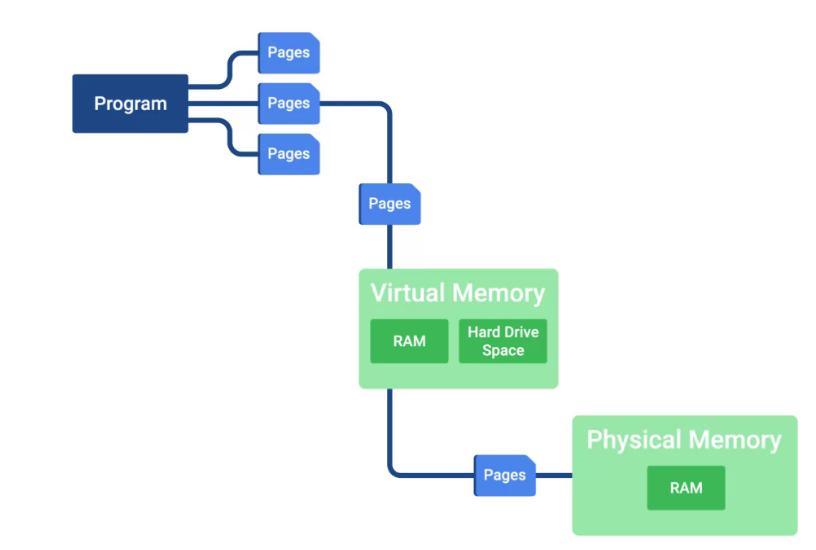 Pages
Program
Pages
Pages
Pages
Virtual Memory
RAM
Hard Drive
Space
Physical Memory
Pages
RAM